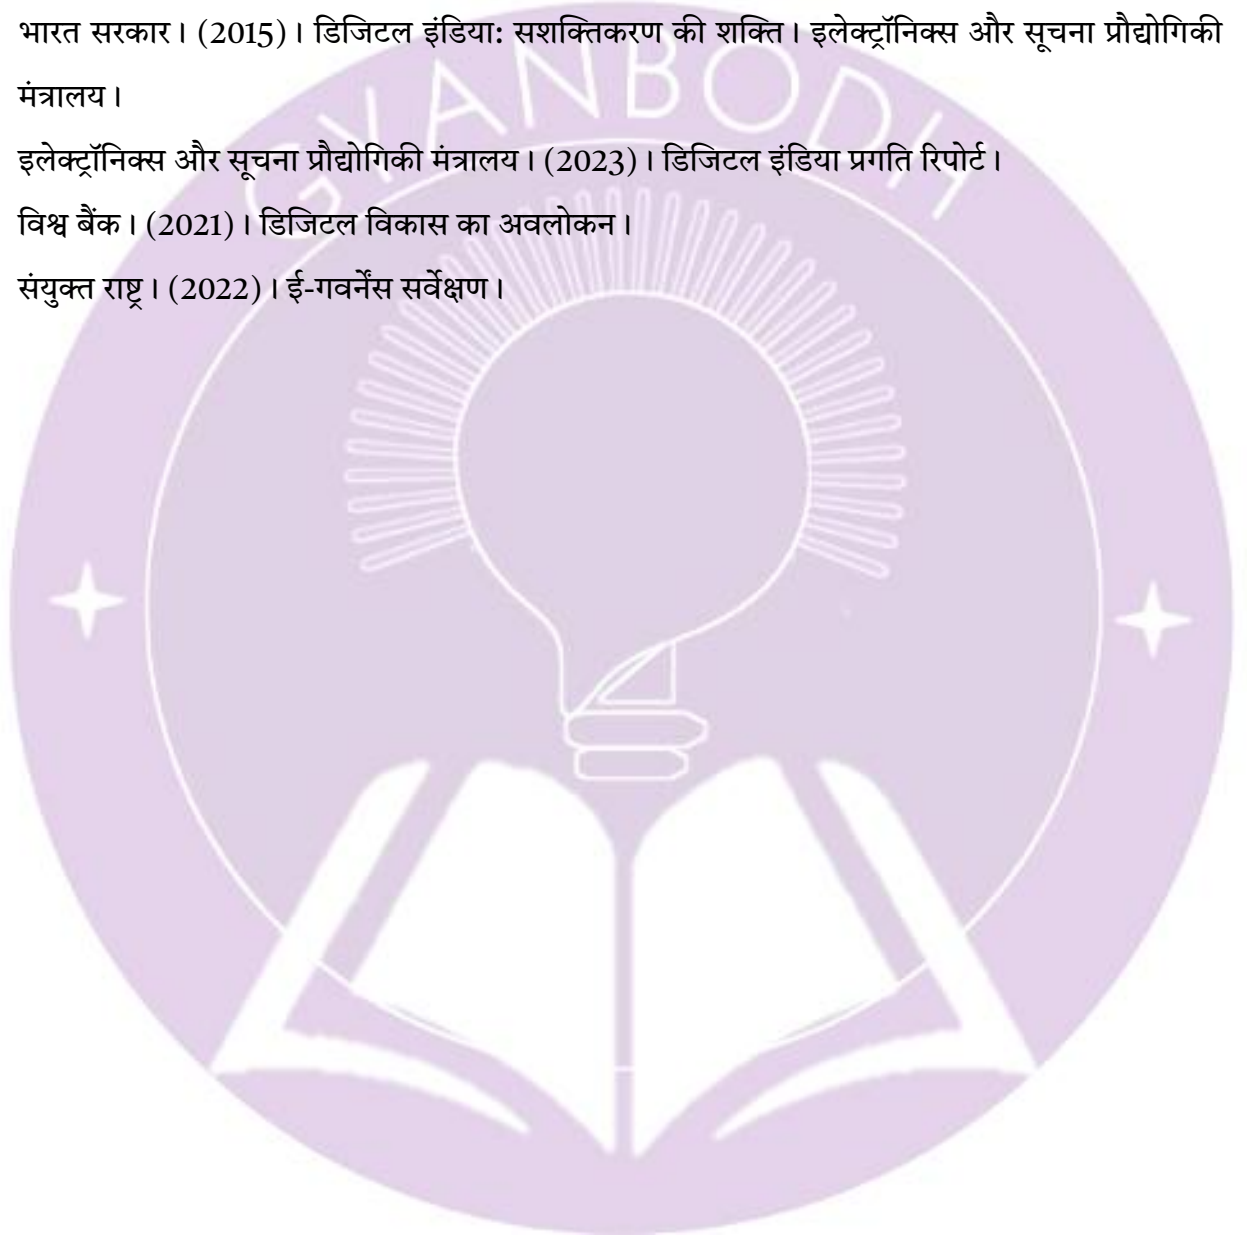 भारत सरकार। (2015)। डिजिटल इंडिया: सशक्तिकरण की शक्ति। इलेक्ट्रॉनिक्स और सूचना प्रौद्योगिकी
मंत्रालय।
इलेक्ट्रॉनिक्स और सूचना प्रौद्योगिकी मंत्रालय। (2023)। डिजिटल इंडिया प्रगति रिपोर्ट।
विश्व बैंक। (2021)। डिजिटल विकास का अवलोकन।
संयुक्त राष्ट्र। (2022)। ई-गवर्नेंस सर्वेक्षण।
GYANBODH